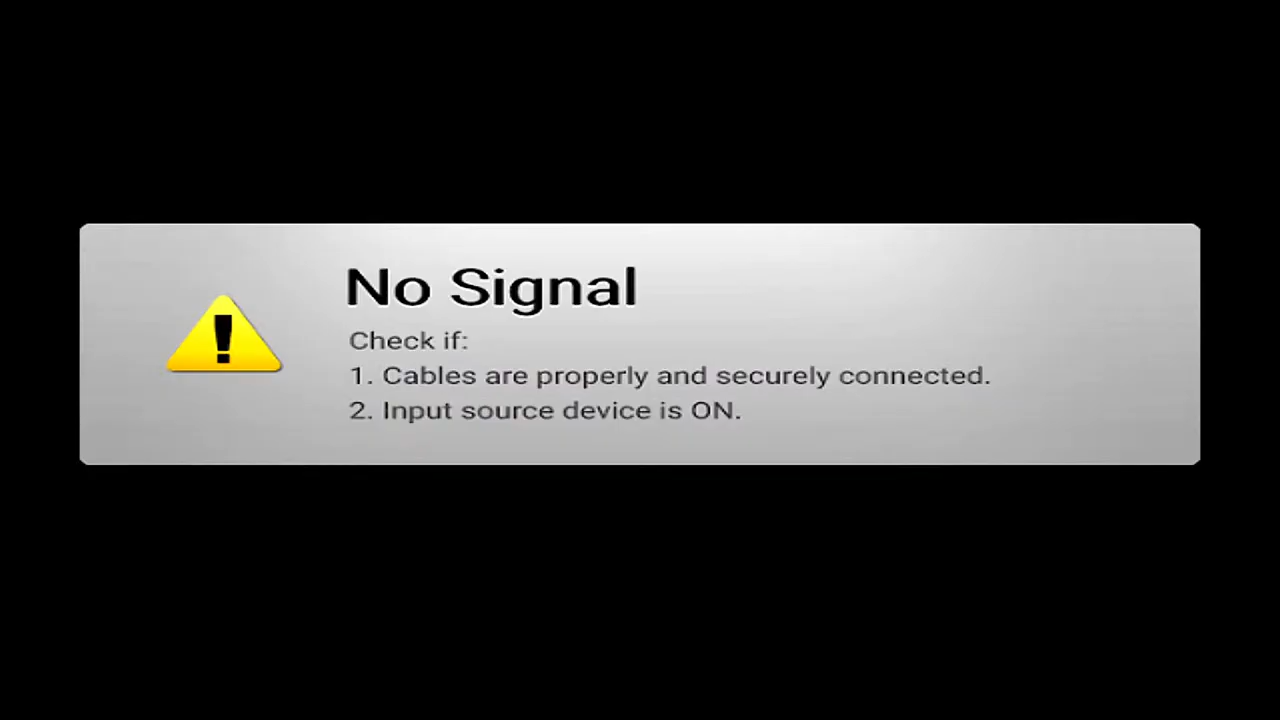 No Signal
Check if:
1. Cables are properly and securely connected.
2. Input source device is ON.